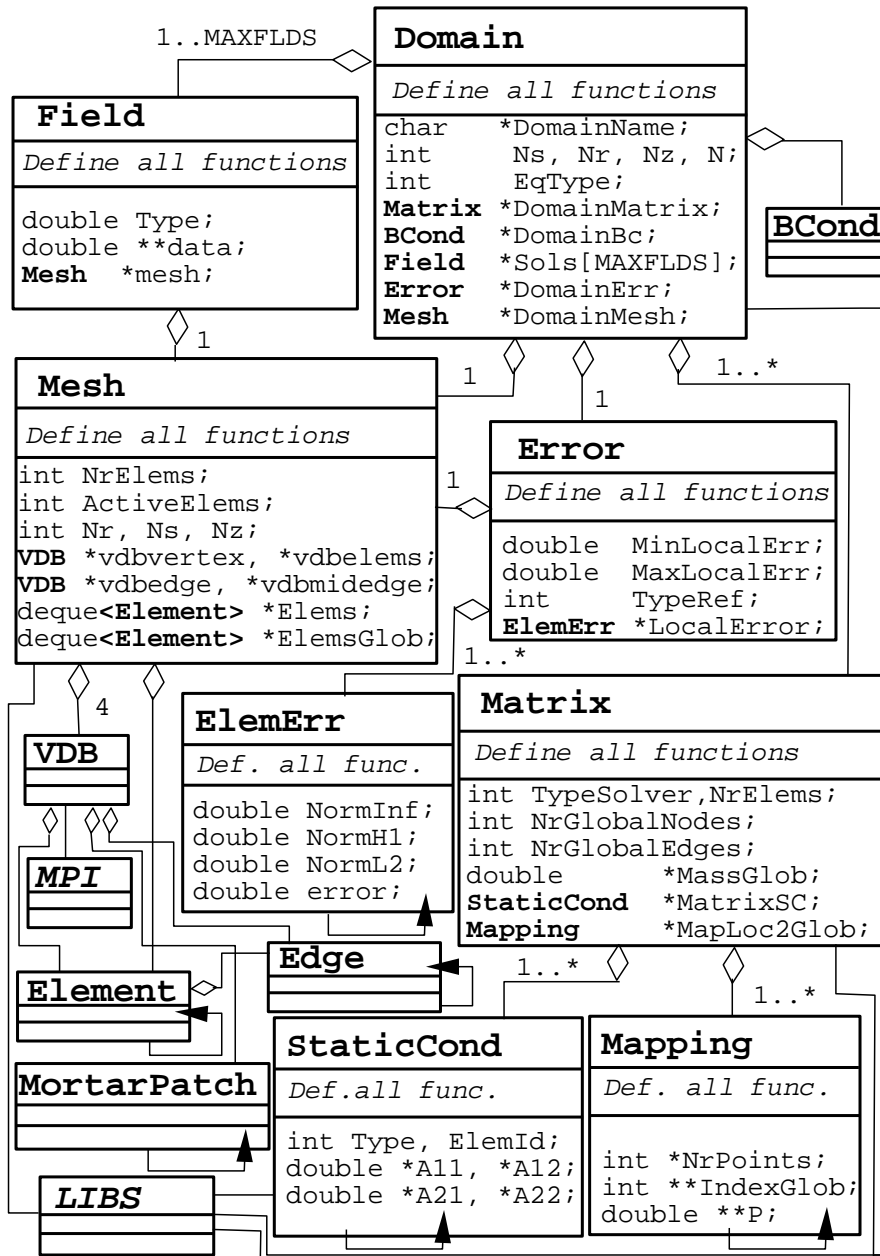 1..MAXFLDS
Domain
Define all functions
char *DomainName;
int Ns, Nr, Nz, N;
int EqType;
Matrix *DomainMatrix;
BCond *DomainBc;
Field *Sols[MAXFLDS];
Error *DomainErr;
Mesh *DomainMesh;
Field
Define all functions
double Type;
double **data;
Mesh *mesh;
BCond
1
1
1
1..*
Mesh
Define all functions
int NrElems;
int ActiveElems;
int Nr, Ns, Nz;
VDB *vdbvertex, *vdbelems;
VDB *vdbedge, *vdbmidedge;
deque<Element> *Elems;
deque<Element> *ElemsGlob;
1
Error
Define all functions
double MinLocalErr;
double MaxLocalErr;
int TypeRef;
ElemErr *LocalError;
1..*
4
VDB
MPI
ElemErr
Def. all func.
double NormInf;
double NormH1;
double NormL2;
double error;
Matrix
Define all functions
int TypeSolver,NrElems;
int NrGlobalNodes;
int NrGlobalEdges;
double *MassGlob;
StaticCond *MatrixSC;
Mapping *MapLoc2Glob;
Element
Edge
1..*
1..*
MortarPatch
StaticCond
Def.all func.
int Type, ElemId;
double *A11, *A12;
double *A21, *A22;
Mapping
Def. all func.
int *NrPoints;
int **IndexGlob;
double **P;
LIBS